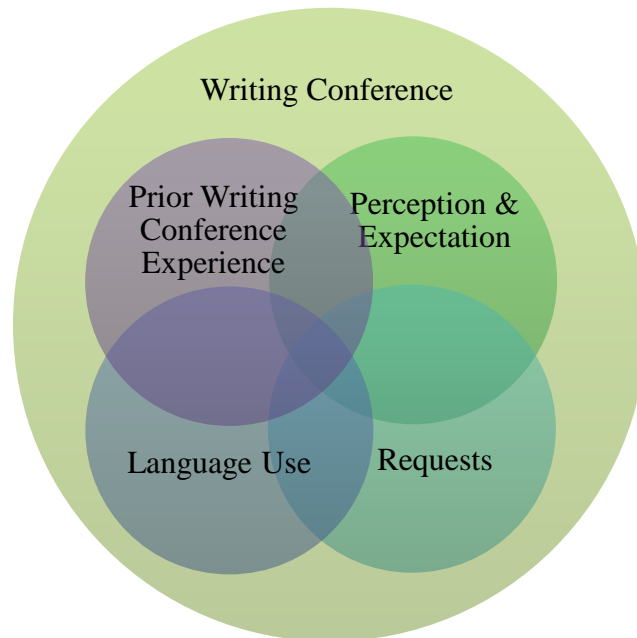 Writing Conference
Prior Writing
Conference
Experience
Perception &
Expectation
Language Use
Requests